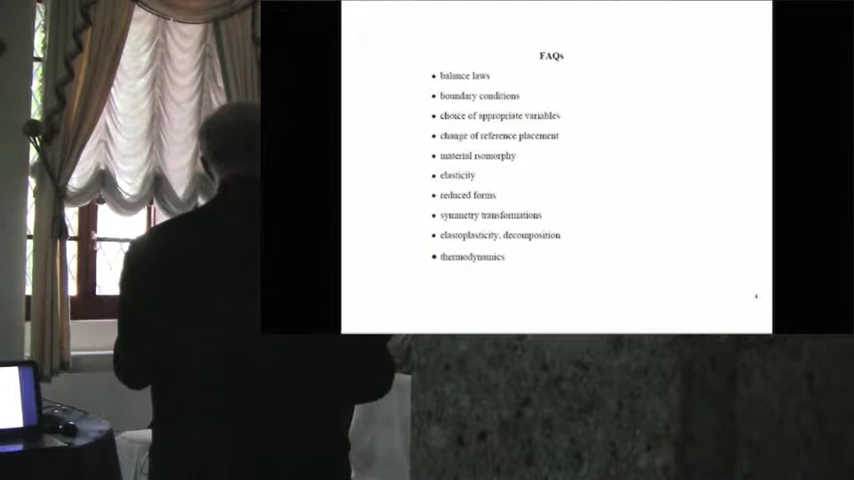 FAQs
• balance laws
• boundary conditions
• choice of appropriate variables
• change of reference placement
• material isomorphy
• elasticity
• reduced forms
• symmetry transformations
• elastoplasticity, decomposition
• thermodynamics
4